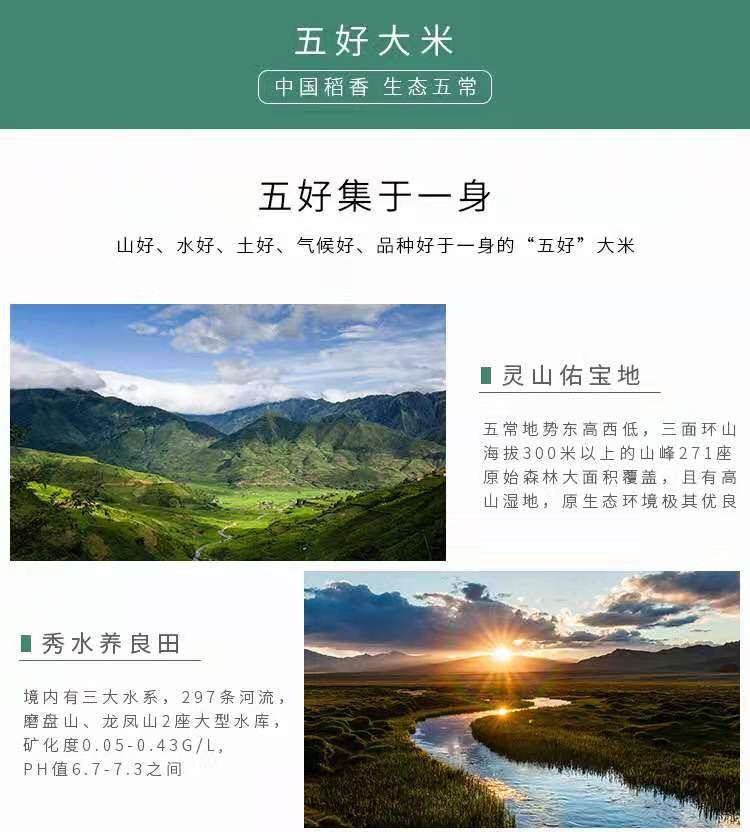 五好大米
中国稻香 生态五常
五好集于一身
山好、水好、土好、气候好、品种好于一身的“五好”大米
灵山佑宝地
五常地势东高西低，三面环山
海拔300米以上的山峰271座
原始森林大面积覆盖，且有高
山湿地，原生态环境极其优良
秀水养良田
境内有三大水系，297条河流，
磨盘山、龙凤山2座大型水库，
矿化度0.05-0.43G/L,
PH值6.7-7.3之间